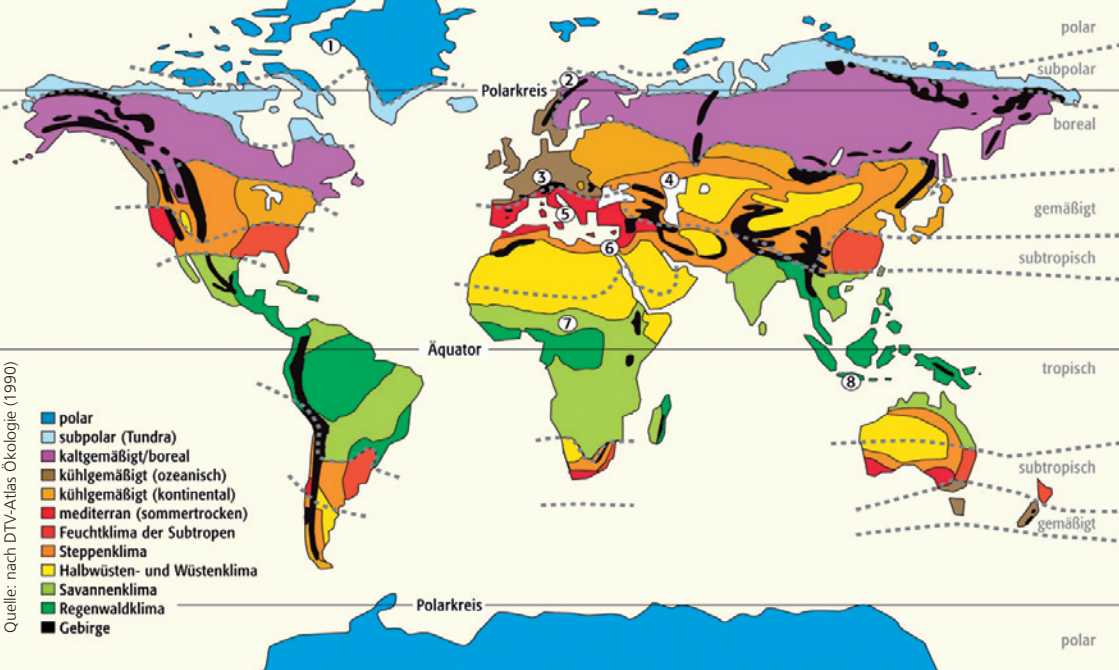 polar
1
subpolar
2
Polarkreis
boreal
3
4
gemäßigt
5
6
subtropisch
7
Äquator
tropisch
8
polar
subpolar (Tundra)
kaltgemäßigt/boreal
kühlgemäßigt (ozeanisch)
kühlgemäßigt (kontinental)
mediterran (sommertrocken)
Feuchtklima der Subtropen
Steppenklima
Halbwüsten- und Wüstenklima
Savannenklima
Regenwaldklima
Gebirge
subtropisch
gemäßigt
Polarkreis
polar
Quelle: nach DTV-Atlas Ökologie (1990)